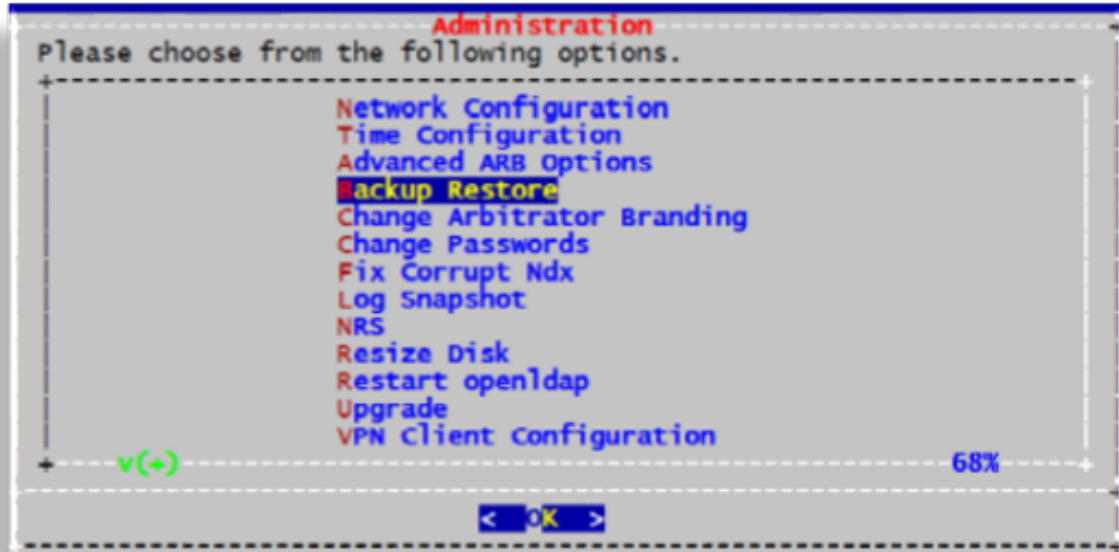 Administration
Please choose from the following options.
Network Configuration
Time Configuration
Advanced ARB Options
Backup Restore
Change Arbitrator Branding
Change Passwords
Fix Corrupt Ndx
Log Snapshot
NRS
Resize Disk
Restart openldap
Upgrade
VPN Client Configuration
v(+) 68%
< OK >